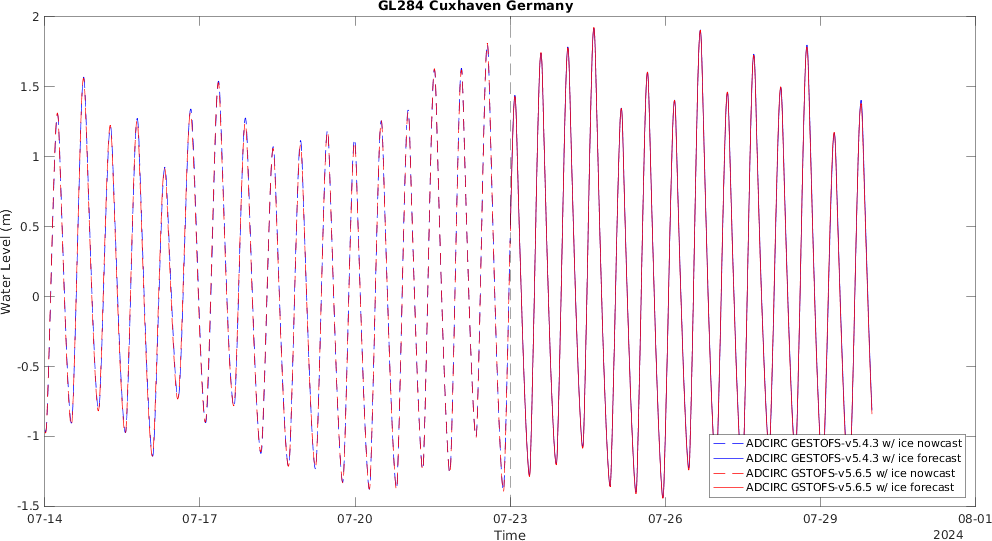 GL284 Cuxhaven Germany
2
1.5
1
0.5
0
-0.5
-1
-1.5
Water Level (m)
07-14 07-17 07-20 07-23 07-26 07-29 08-01
Time
2024
ADCIRC GESTOFS-v5.4.3 w/ ice nowcast
ADCIRC GESTOFS-v5.4.3 w/ ice forecast
ADCIRC GSTOFS-v5.6.5 w/ ice nowcast
ADCIRC GSTOFS-v5.6.5 w/ ice forecast